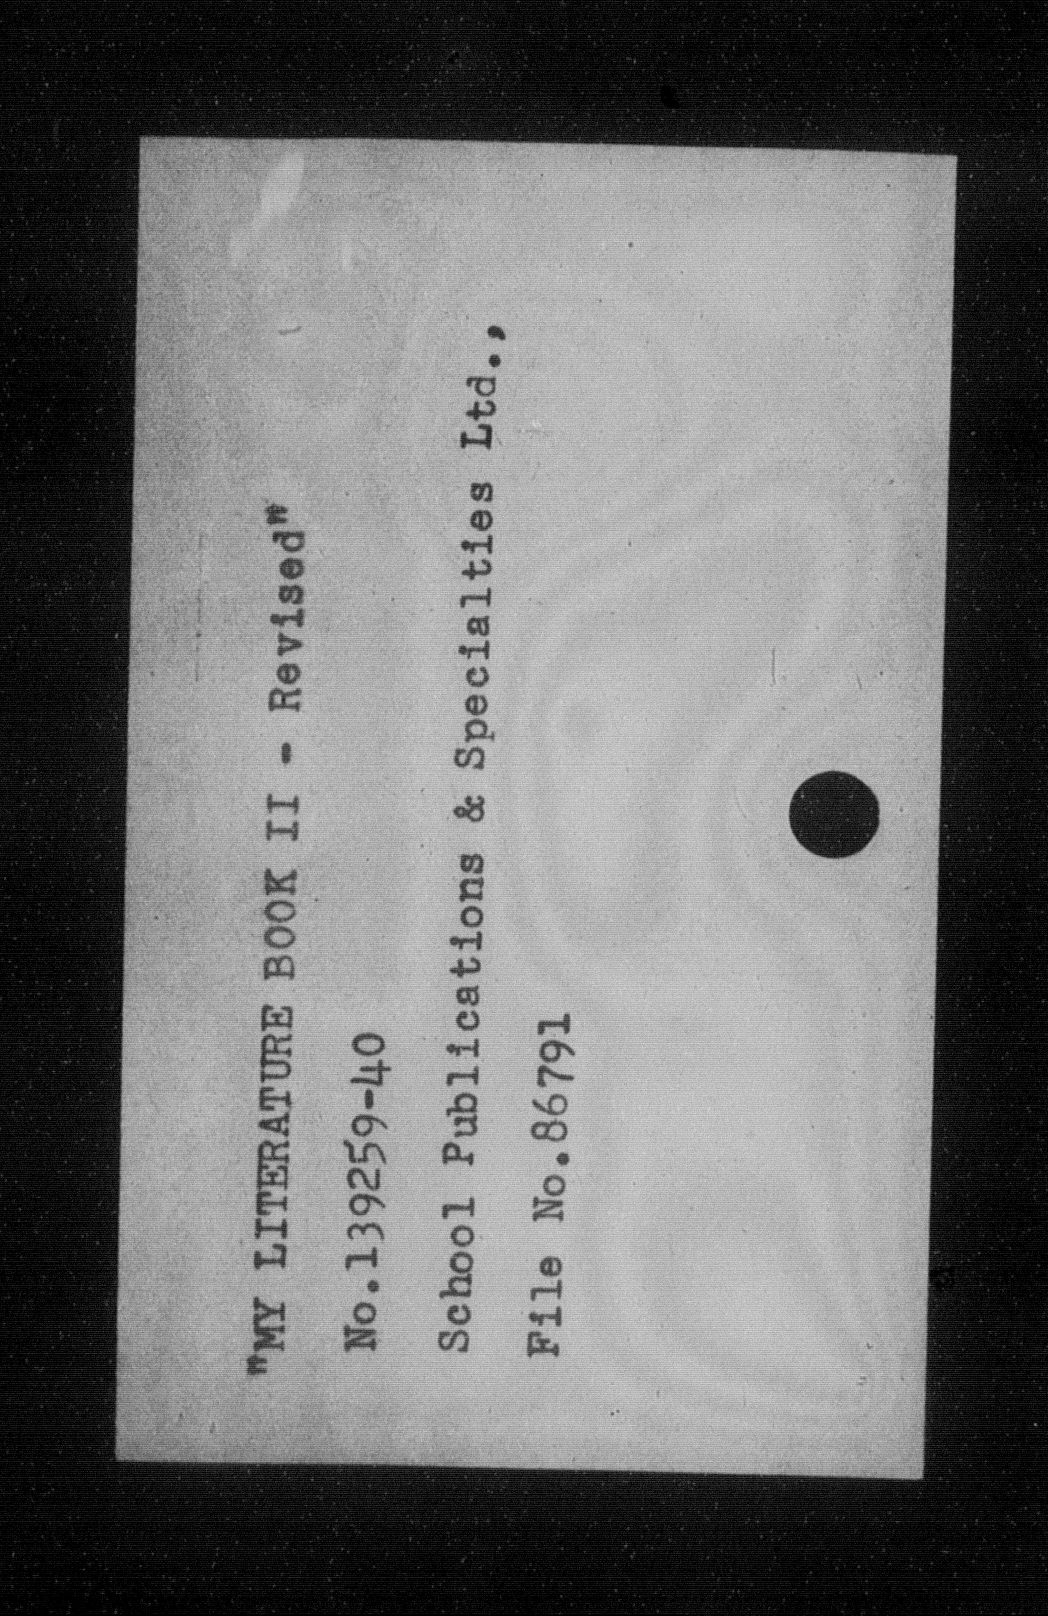 "MY LITERATURE BOOK II - Revised"
No.139259-40
School Publications & Specialties Ltd.,
File No.86791